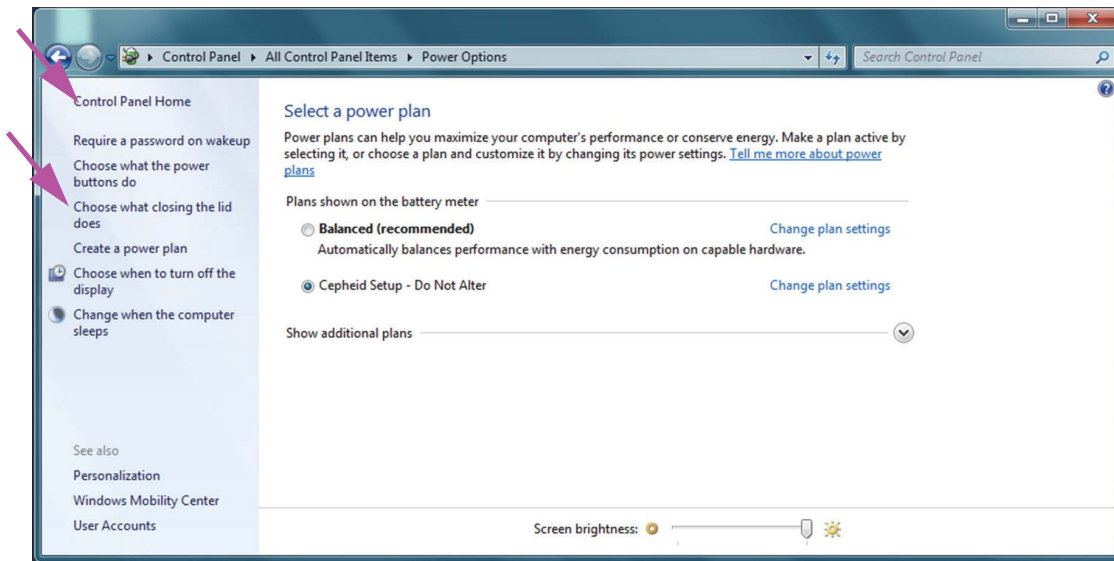 Control Panel
All Control Panel Items
Power Options
Search Control Panel
Control Panel Home
Require a password on wakeup
Choose what the power
buttons do
Choose what closing the lid
does
Create a power plan
Choose when to turn off the
display
Change when the computer
sleeps
See also
Personalization
Windows Mobility Center
User Accounts
Select a power plan
Power plans can help you maximize your computer's performance or conserve energy. Make a plan active by
selecting it, or choose a plan and customize it by changing its power settings. Tell me more about power
plans
Plans shown on the battery meter
Balanced (recommended) Change plan settings
Automatically balances performance with energy consumption on capable hardware.
Cepheid Setup - Do Not Alter Change plan settings
Show additional plans
Screen brightness: